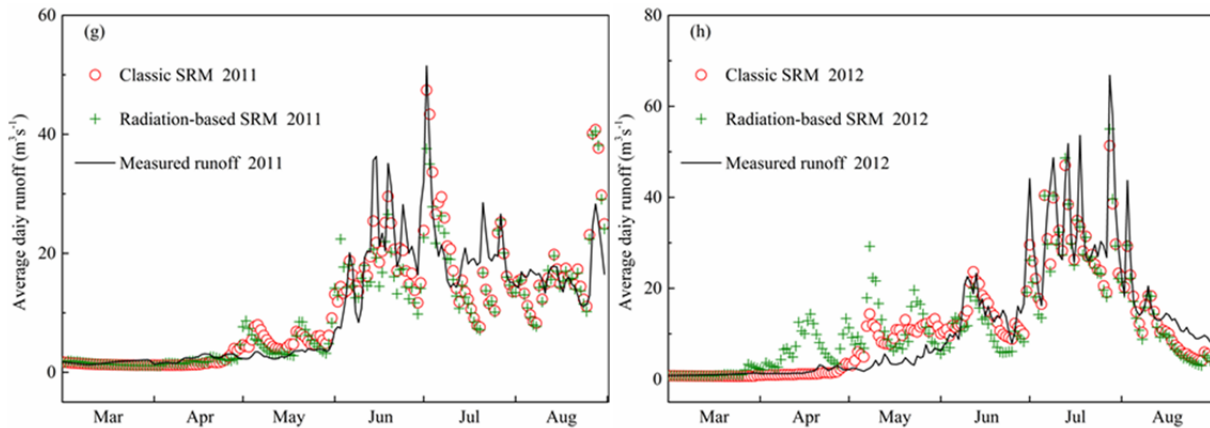 (g)
Classic SRM 2011
Radiation-based SRM 2011
Measured runoff 2011
Average daiy runoff (m³s⁻¹)
60
40
20
0
Mar Apr May Jun Jul Aug
(h)
Classic SRM 2012
Radiation-based SRM 2012
Measured runoff 2012
Average daiy runoff (m³s⁻¹)
80
60
40
20
0
Mar Apr May Jun Jul Aug